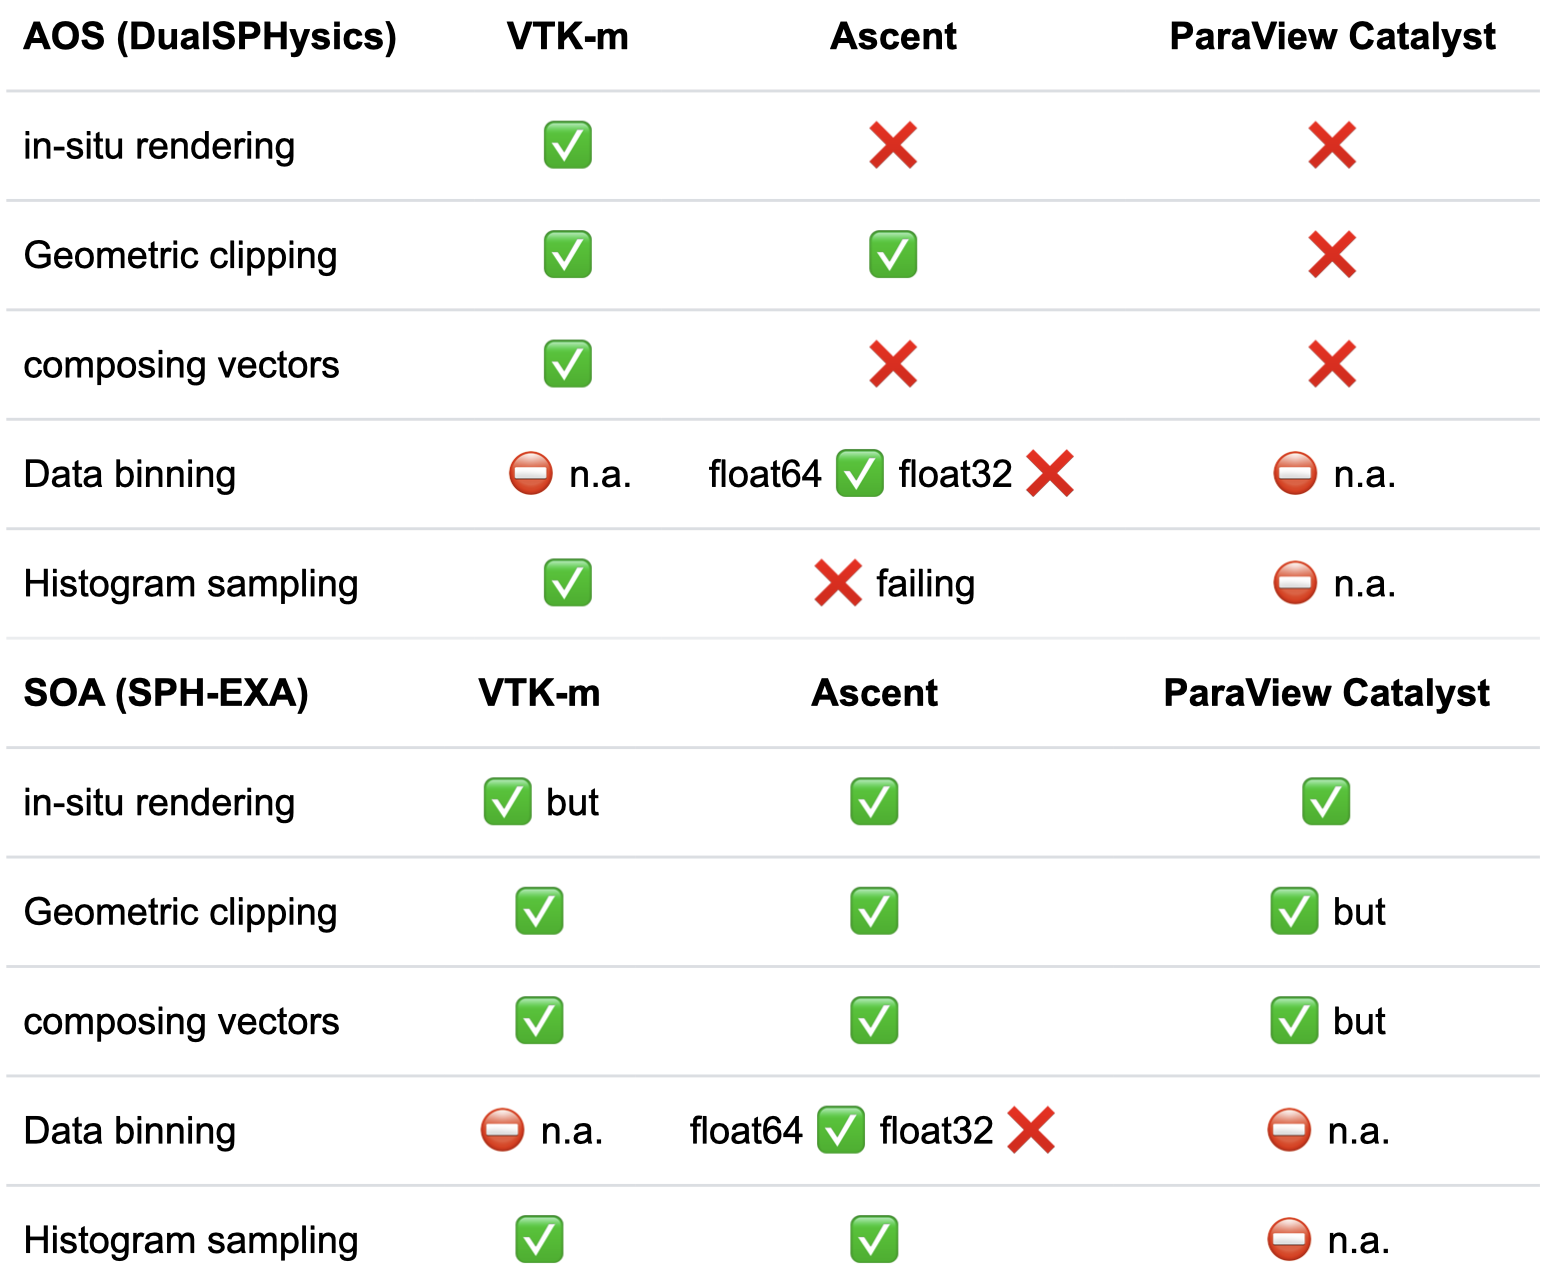 AOS (DualSPHysics) VTK-m Ascent ParaView Catalyst
in-situ rendering ✅ ❌ ❌
Geometric clipping ✅ ✅ ❌
composing vectors ✅ ❌ ❌
Data binning ⛔ n.a. float64 ✅ float32 ❌ ⛔ n.a.
Histogram sampling ✅ ❌ failing ⛔ n.a.
SOA (SPH-EXA) VTK-m Ascent ParaView Catalyst
in-situ rendering ✅ but ✅ ✅
Geometric clipping ✅ ✅ ✅ but
composing vectors ✅ ✅ ✅ but
Data binning ⛔ n.a. float64 ✅ float32 ❌ ⛔ n.a.
Histogram sampling ✅ ✅ ⛔ n.a.